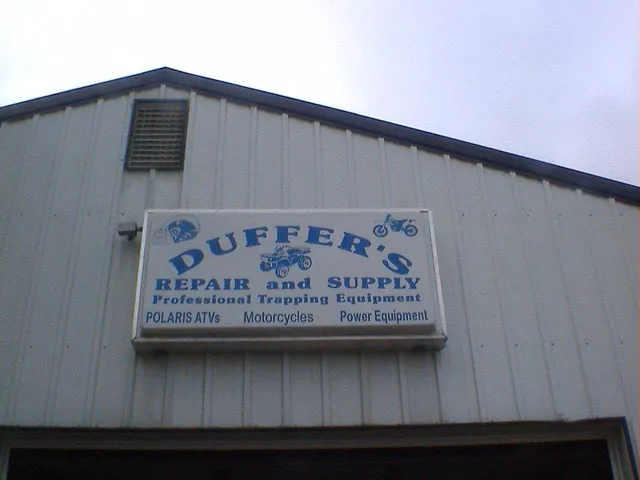 DUFFER'S
REPAIR and SUPPLY
Professional Trapping Equipment
POLARIS ATVs Motorcycles Power Equipment